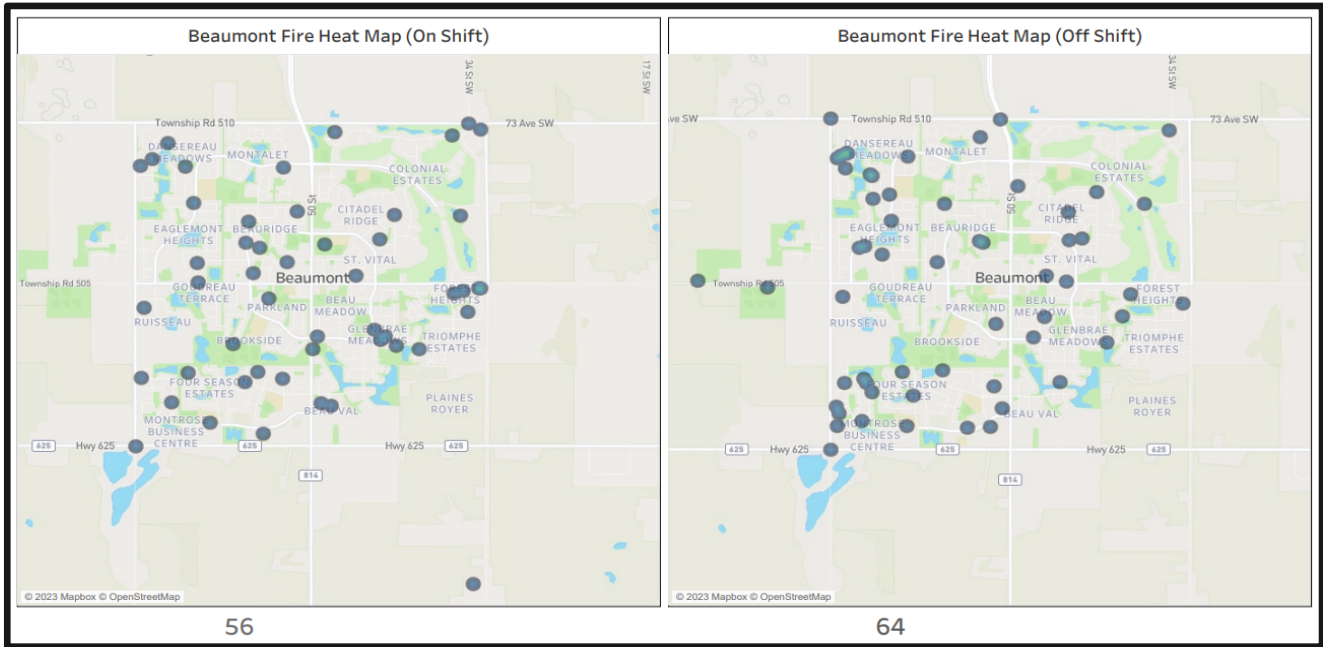 Beaumont Fire Heat Map (On Shift)
34 St SW
17 St SW
Township Rd 510
73 Ave SW
DANSEREAU
MEADOWS
MONTALET
COLONIAL
ESTATES
50 St
CITADEL
RIDGE
EAGLEMONT
HEIGHTS
BEAURIDGE
ST. VITAL
Township Rd 505
Beaumont
GOUDREAU
TERRACE
FOREST
HEIGHTS
PARKLAND
BEAU
MEADOW
RUISSEAU
GLENBRAE
MEADOWS
TRIOMPHE
ESTATES
BROOKSIDE
FOUR SEASON
ESTATES
PLAINES
ROYER
BEAU VAL
MONTROSE
BUSINESS
CENTRE
625
Hwy 625
625
Hwy 625
625
814
© 2023 Mapbox © OpenStreetMap
56
Beaumont Fire Heat Map (Off Shift)
34 St SW
ve SW
Township Rd 510
73 Ave SW
DANSEREAU
MEADOWS
MONTALET
COLONIAL
ESTATES
50 St
CITADEL
RIDGE
EAGLEMONT
HEIGHTS
BEAURIDGE
ST. VITAL
Township Rd 505
Beaumont
GOUDREAU
TERRACE
FOREST
HEIGHTS
PARKLAND
BEAU
MEADOW
RUISSEAU
GLENBRAE
MEADOWS
TRIOMPHE
ESTATES
BROOKSIDE
FOUR SEASON
ESTATES
PLAINES
ROYER
BEAU VAL
MONTROSE
BUSINESS
CENTRE
625
Hwy 625
625
Hwy 625
625
814
© 2023 Mapbox © OpenStreetMap
64